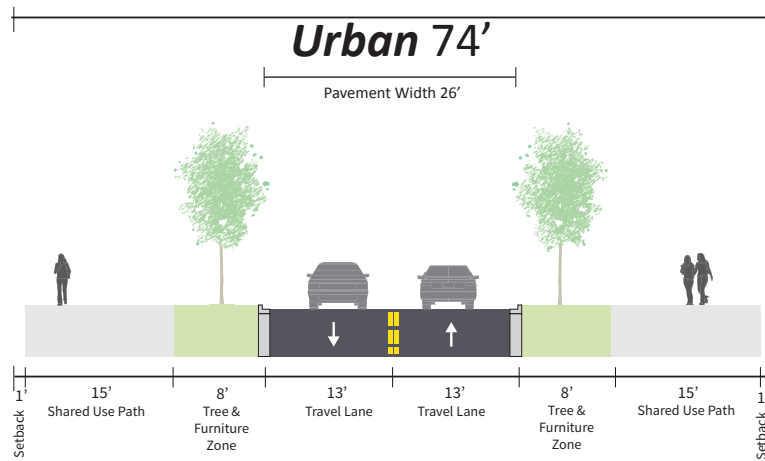 Urban 74’
Pavement Width 26’
1’
15’
8’
13’
13’
8’
15’
1
Setback
Shared Use Path
Tree &
Furniture
Zone
Travel Lane
Travel Lane
Tree &
Furniture
Zone
Shared Use Path
Setback